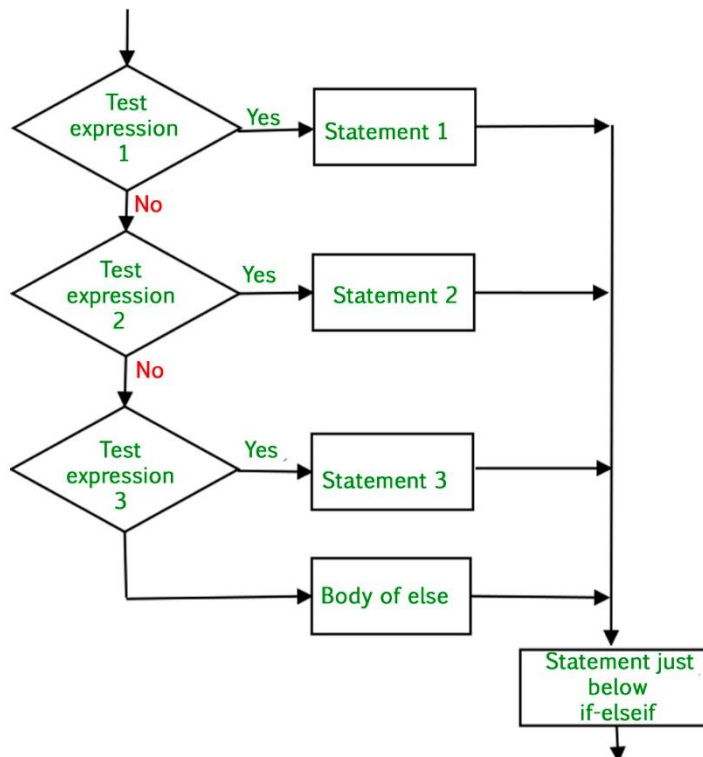 Test
expression
1
Yes
Statement 1
No
Test
expression
2
Yes
Statement 2
No
Test
expression
3
Yes
Statement 3
Body of else
Statement just
below
if-elseif